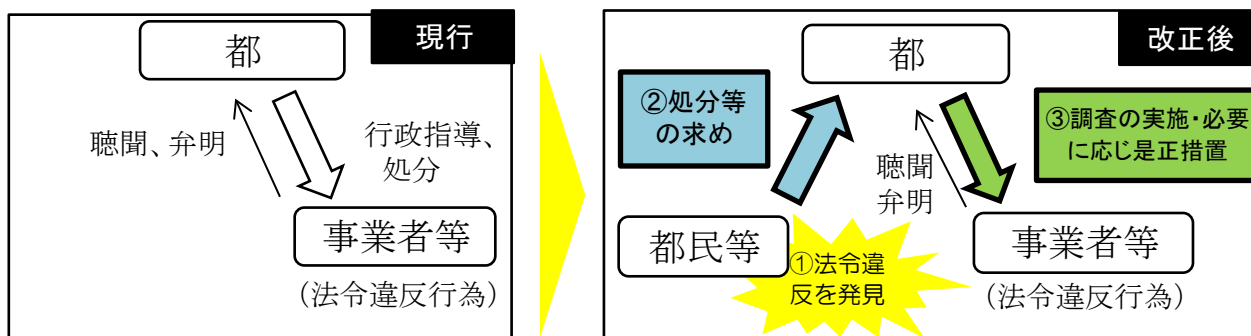 現行
都
聴聞、弁明
行政指導、
処分
事業者等
（法令違反行為）
改正後
都
②処分等
の求め
③調査の実施・必要
に応じ是正措置
聴聞
弁明
都民等
①法令違
反を発見
事業者等
（法令違反行為）